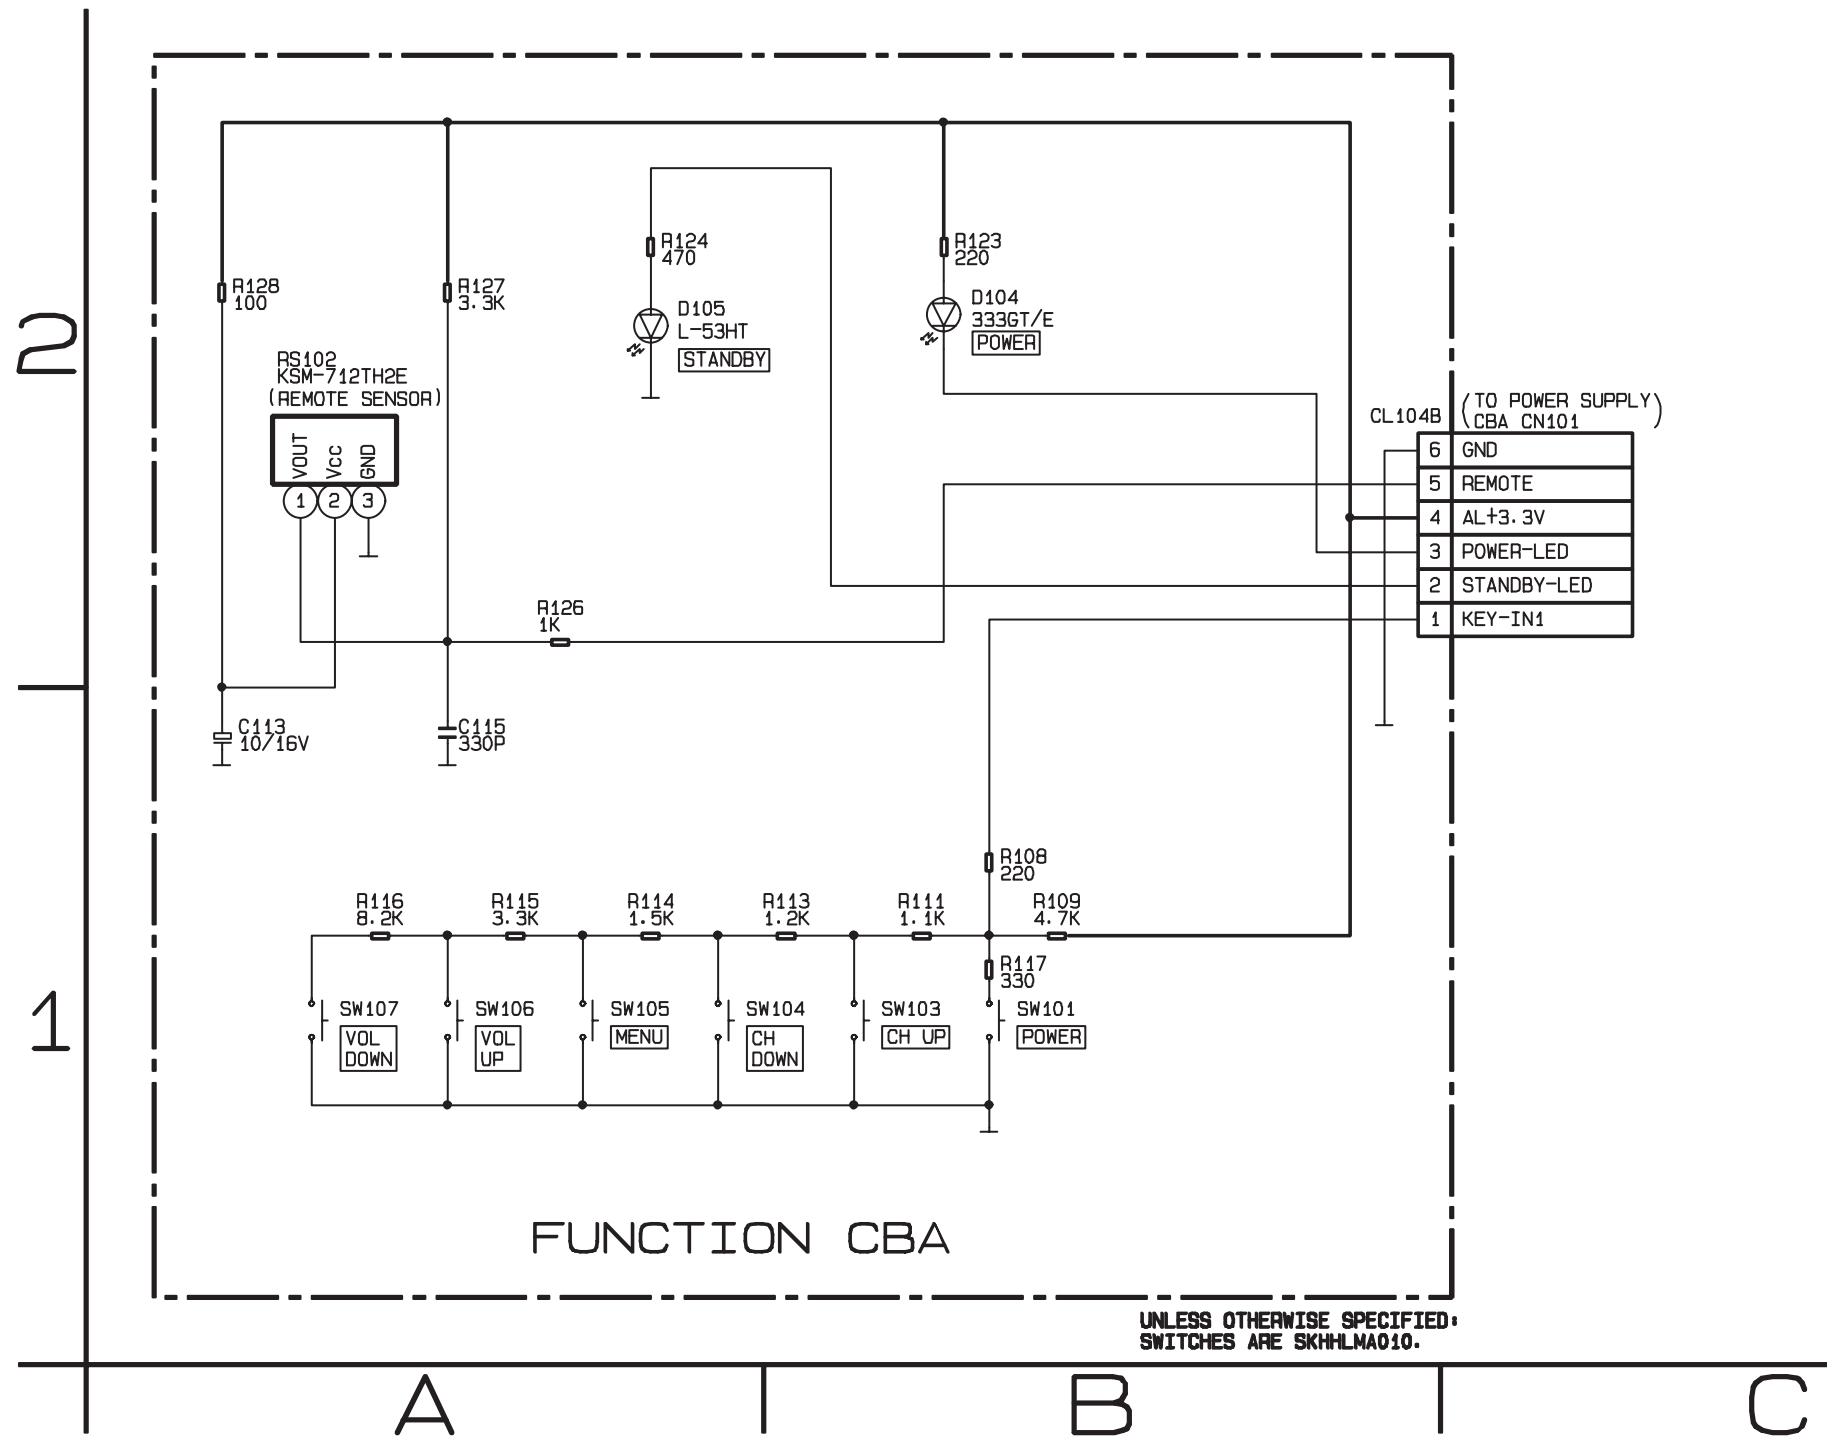 2
1
A
B
C
R128
100
R127
3.3K
R124
470
R123
220
D105
L-53HT
STANDBY
D104
333GT/E
POWER
RS102
KSM-712TH2E
(REMOTE SENSOR)
VOUT
Vcc
GND
1
2
3
CL104B
(TO POWER SUPPLY)
CBA CN101
6 GND
5 REMOTE
4 AL+3.3V
3 POWER-LED
2 STANDBY-LED
1 KEY-IN1
R126
1K
C113
10/16V
C115
330P
R108
220
R116
8.2K
R115
3.3K
R114
1.5K
R113
1.2K
R111
1.1K
R109
4.7K
R117
330
SW107
VOL
DOWN
SW106
VOL
UP
SW105
MENU
SW104
CH
DOWN
SW103
CH UP
SW101
POWER
FUNCTION CBA
UNLESS OTHERWISE SPECIFIED:
SWITCHES ARE SKHHLMA010.